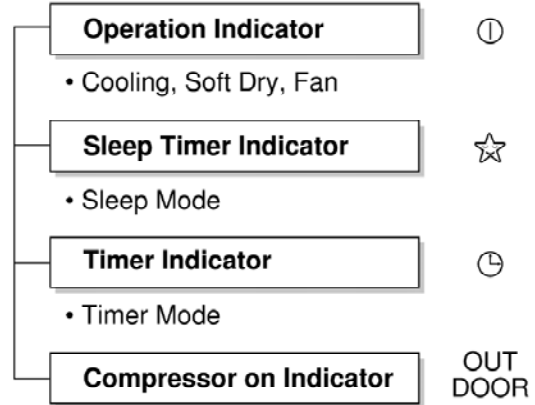 Operation Indicator
• Cooling, Soft Dry, Fan
Sleep Timer Indicator
• Sleep Mode
Timer Indicator
• Timer Mode
Compressor on Indicator
OUT
DOOR